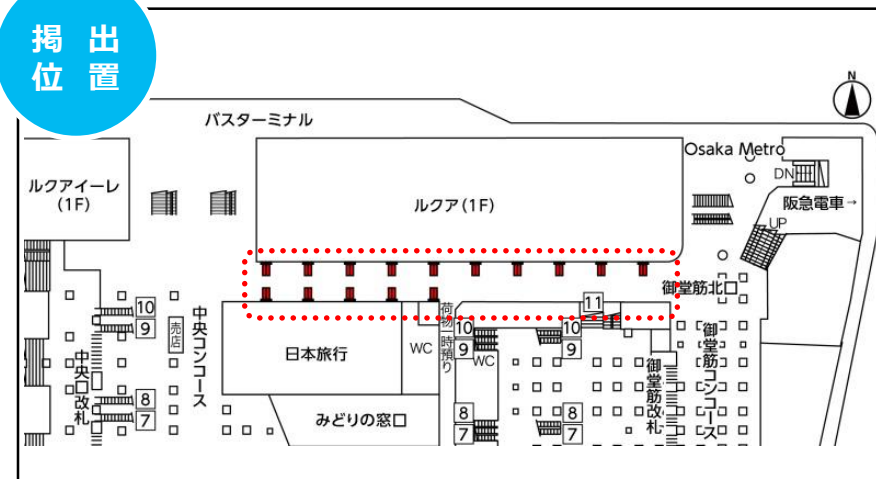 掲 出
位 置
N
バスターミナル
Osaka Metro
DN
阪急電車→
UP
ルクアイーレ
(1F)
ルクア(1F)
御堂筋北口
10
9
売店
中央コンコース
中央口改札
8
7
日本旅行
WC
荷物一時預り
みどりの窓口
10
9
WC
8
7
11
10
9
8
7
御堂筋改札
御堂筋コンコース